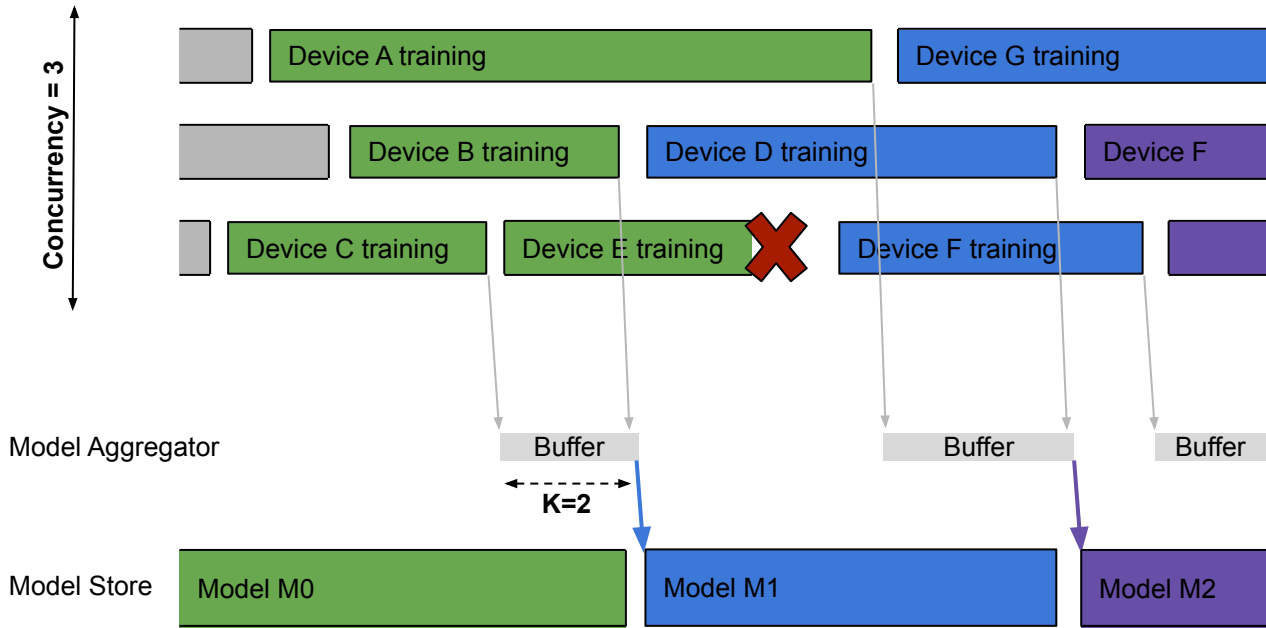 Concurrency = 3
Device A training
Device G training
Device B training
Device D training
Device F
Device C training
Device E training
Device F training
Model Aggregator
Buffer
Buffer
Buffer
K=2
Model Store
Model M0
Model M1
Model M2